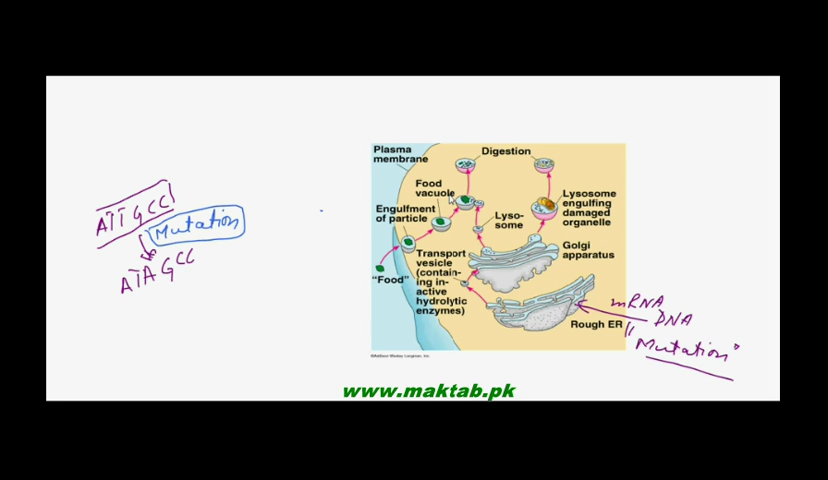 ATTGCC
Mutation
ATAGCC
Plasma
membrane
Digestion
Food
vacuole
Engulfment
of particle
Lyso-
some
Lysosome
engulfing
damaged
organelle
Golgi
apparatus
Transport
vesicle
(contain-
ing in-
active
hydrolytic
enzymes)
"Food"
Rough ER
mRNA
DNA
"Mutation"
www.maktab.pk